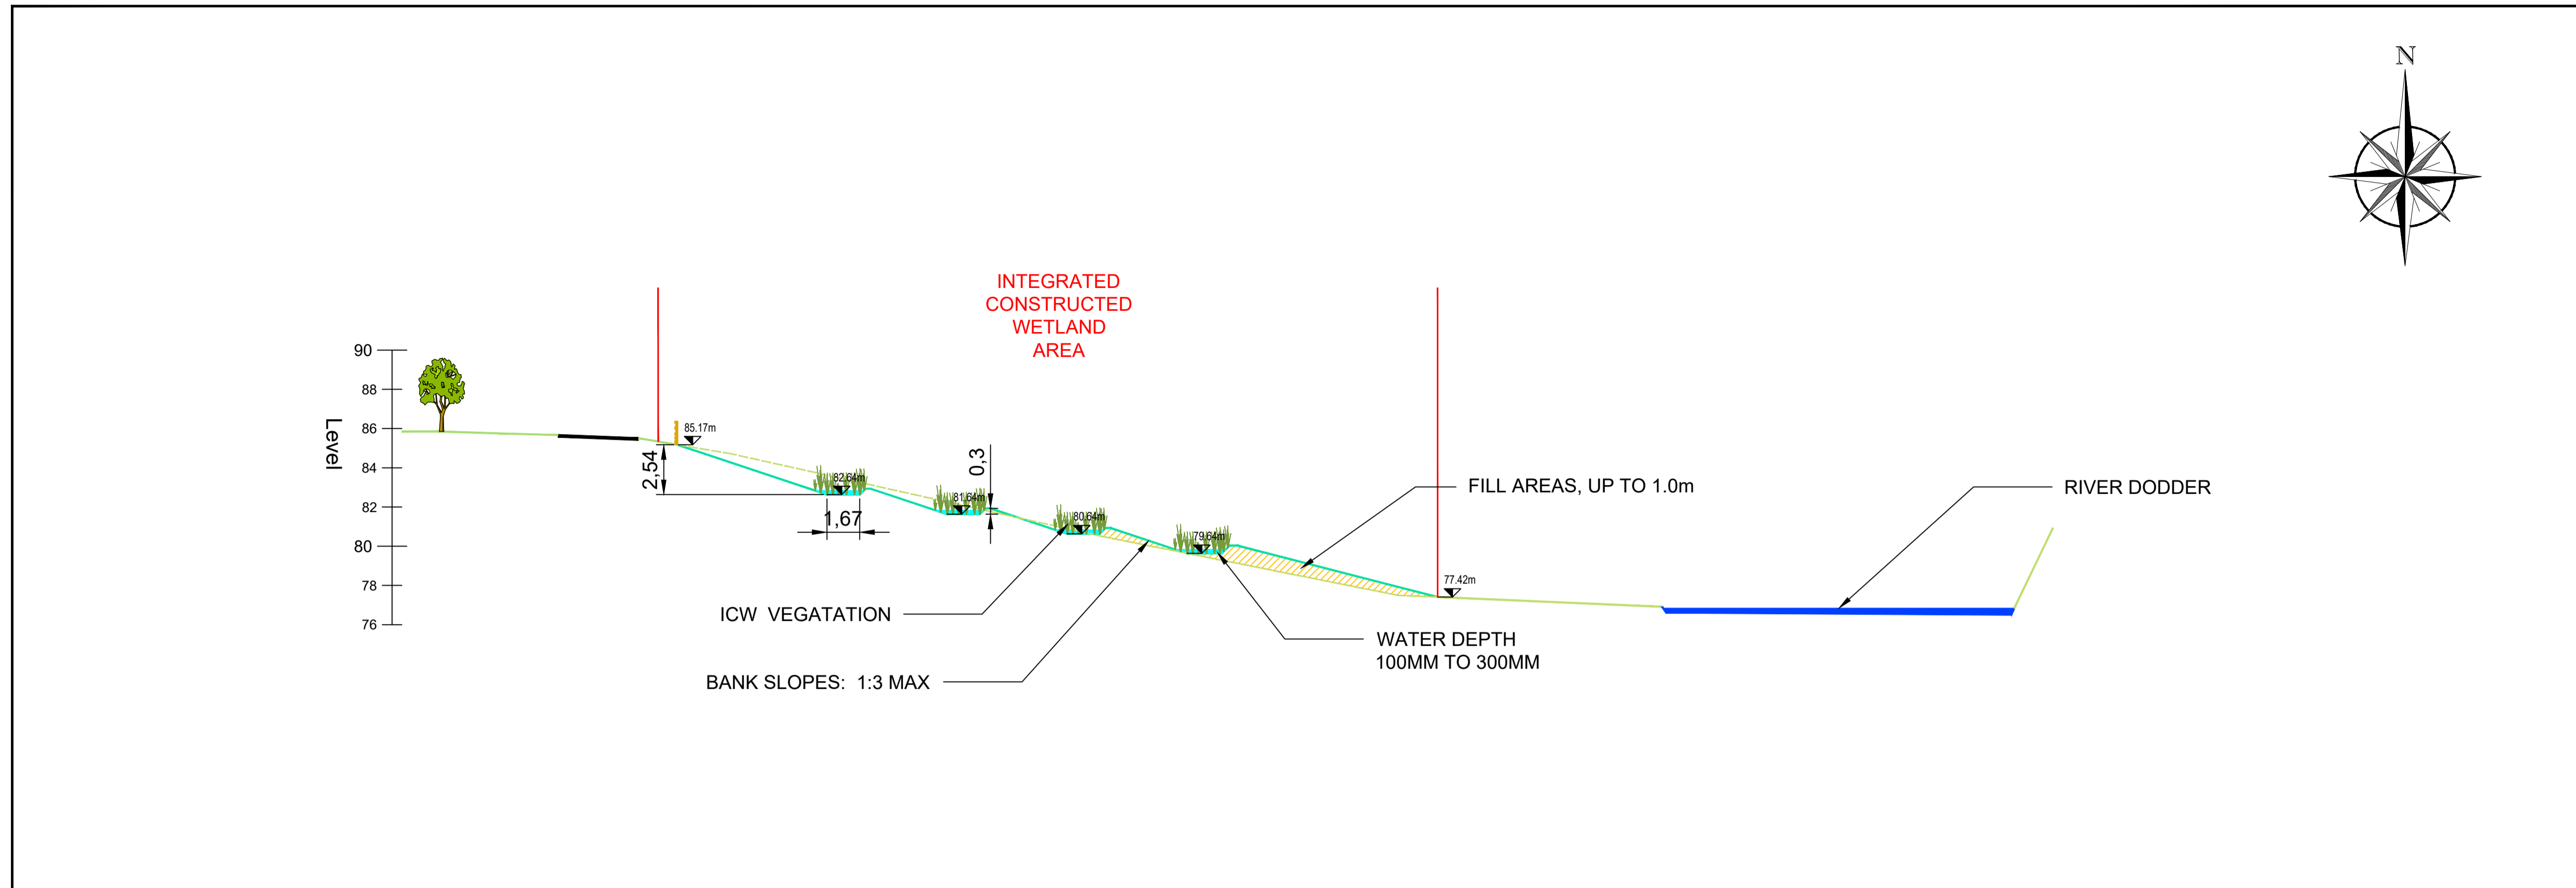 N
INTEGRATED
CONSTRUCTED
WETLAND
AREA
90
88
86
84
82
80
78
76
Level
85.17m
2,54
82.64m
1,67
81.64m
0,3
80.64m
79.64m
77.42m
FILL AREAS, UP TO 1.0m
RIVER DODDER
ICW VEGATATION
WATER DEPTH
100MM TO 300MM
BANK SLOPES: 1:3 MAX